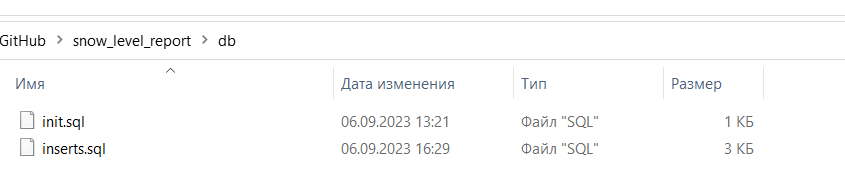 GitHub > snow_level_report > db
Имя Дата изменения Тип Размер
init.sql 06.09.2023 13:21 Файл "SQL" 1 КБ
inserts.sql 06.09.2023 16:29 Файл "SQL" 3 КБ